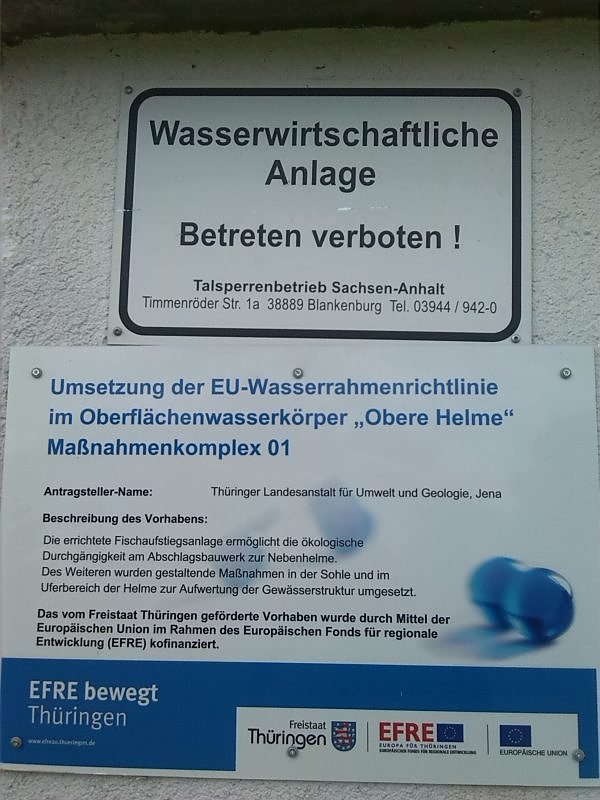 Wasserwirtschaftliche
Anlage
Betreten verboten !
Talsperrenbetrieb Sachsen-Anhalt
Timmenröder Str. 1a 38889 Blankenburg Tel. 03944 / 942-0
Umsetzung der EU-Wasserrahmenrichtlinie
im Oberflächenwasserkörper „Obere Helme“
Maßnahmenkomplex 01
Antragsteller-Name: Thüringer Landesanstalt für Umwelt und Geologie, Jena
Beschreibung des Vorhabens:
Die errichtete Fischaufstiegsanlage ermöglicht die ökologische
Durchgängigkeit am Abschlagsbauwerk zur Nebenhelme.
Des Weiteren wurden gestaltende Maßnahmen in der Sohle und im
Uferbereich der Helme zur Aufwertung der Gewässerstruktur umgesetzt.
Das vom Freistaat Thüringen geförderte Vorhaben wurde durch Mittel der
Europäischen Union im Rahmen des Europäischen Fonds für regionale
Entwicklung (EFRE) kofinanziert.
EFRE bewegt
Thüringen
Freistaat
Thüringen
EFRE
EUROPA FÜR THÜRINGEN
EUROPÄISCHER FONDS FÜR REGIONALE ENTWICKLUNG
EUROPÄISCHE UNION